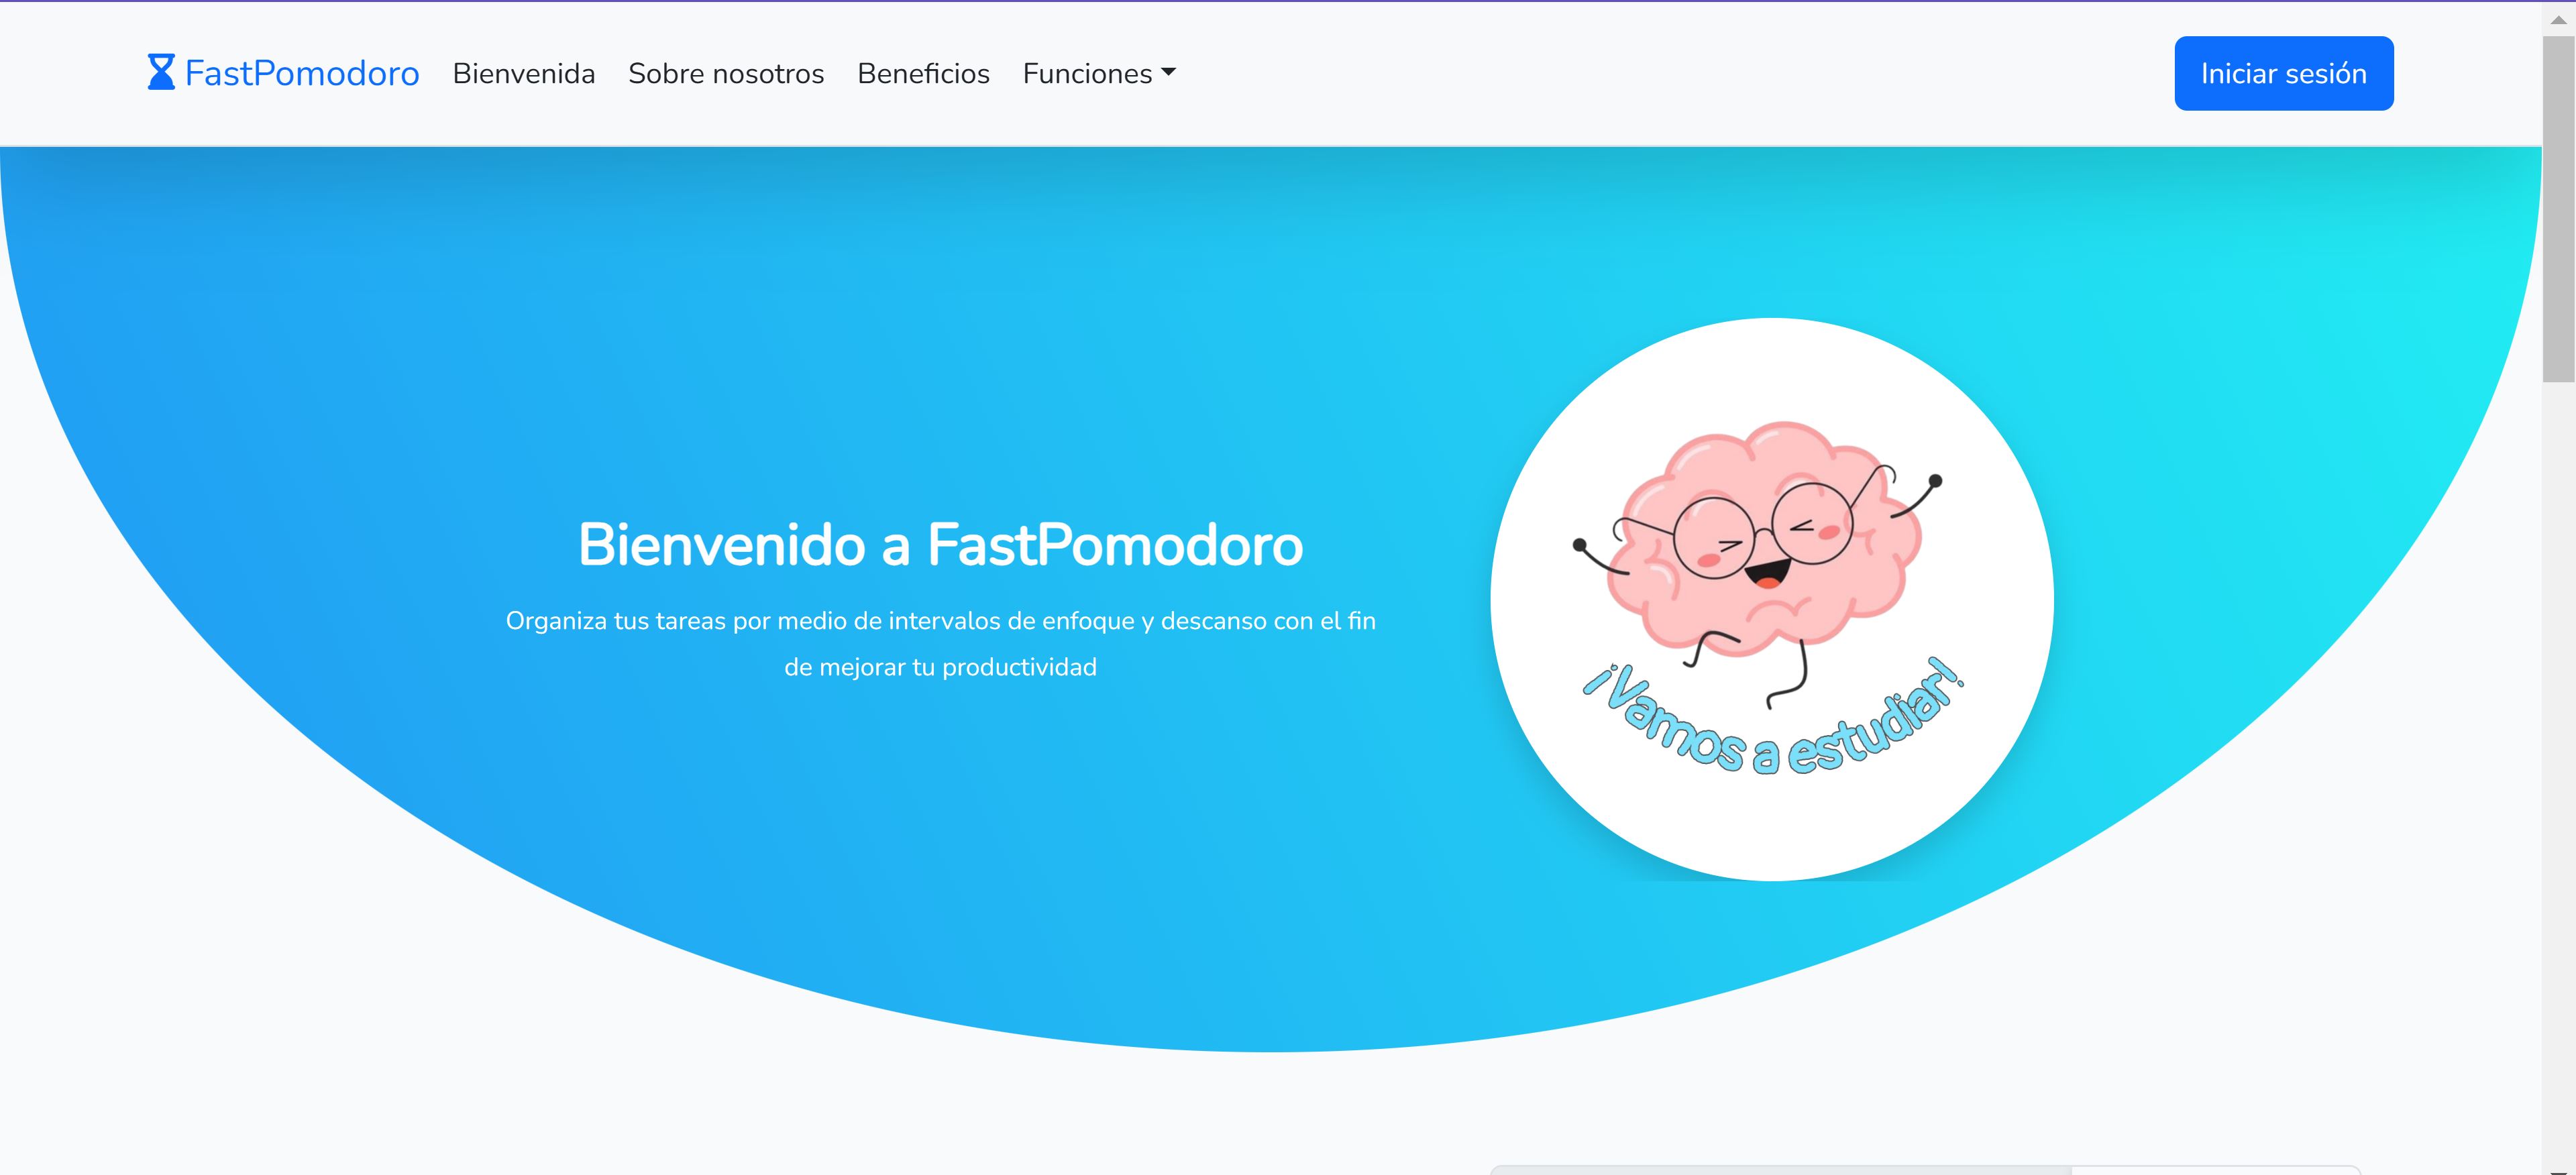 FastPomodoro Bienvenida Sobre nosotros Beneficios Funciones Iniciar sesión
Bienvenido a FastPomodoro
Organiza tus tareas por medio de intervalos de enfoque y descanso con el fin
de mejorar tu productividad
¡Vamos a estudiar!